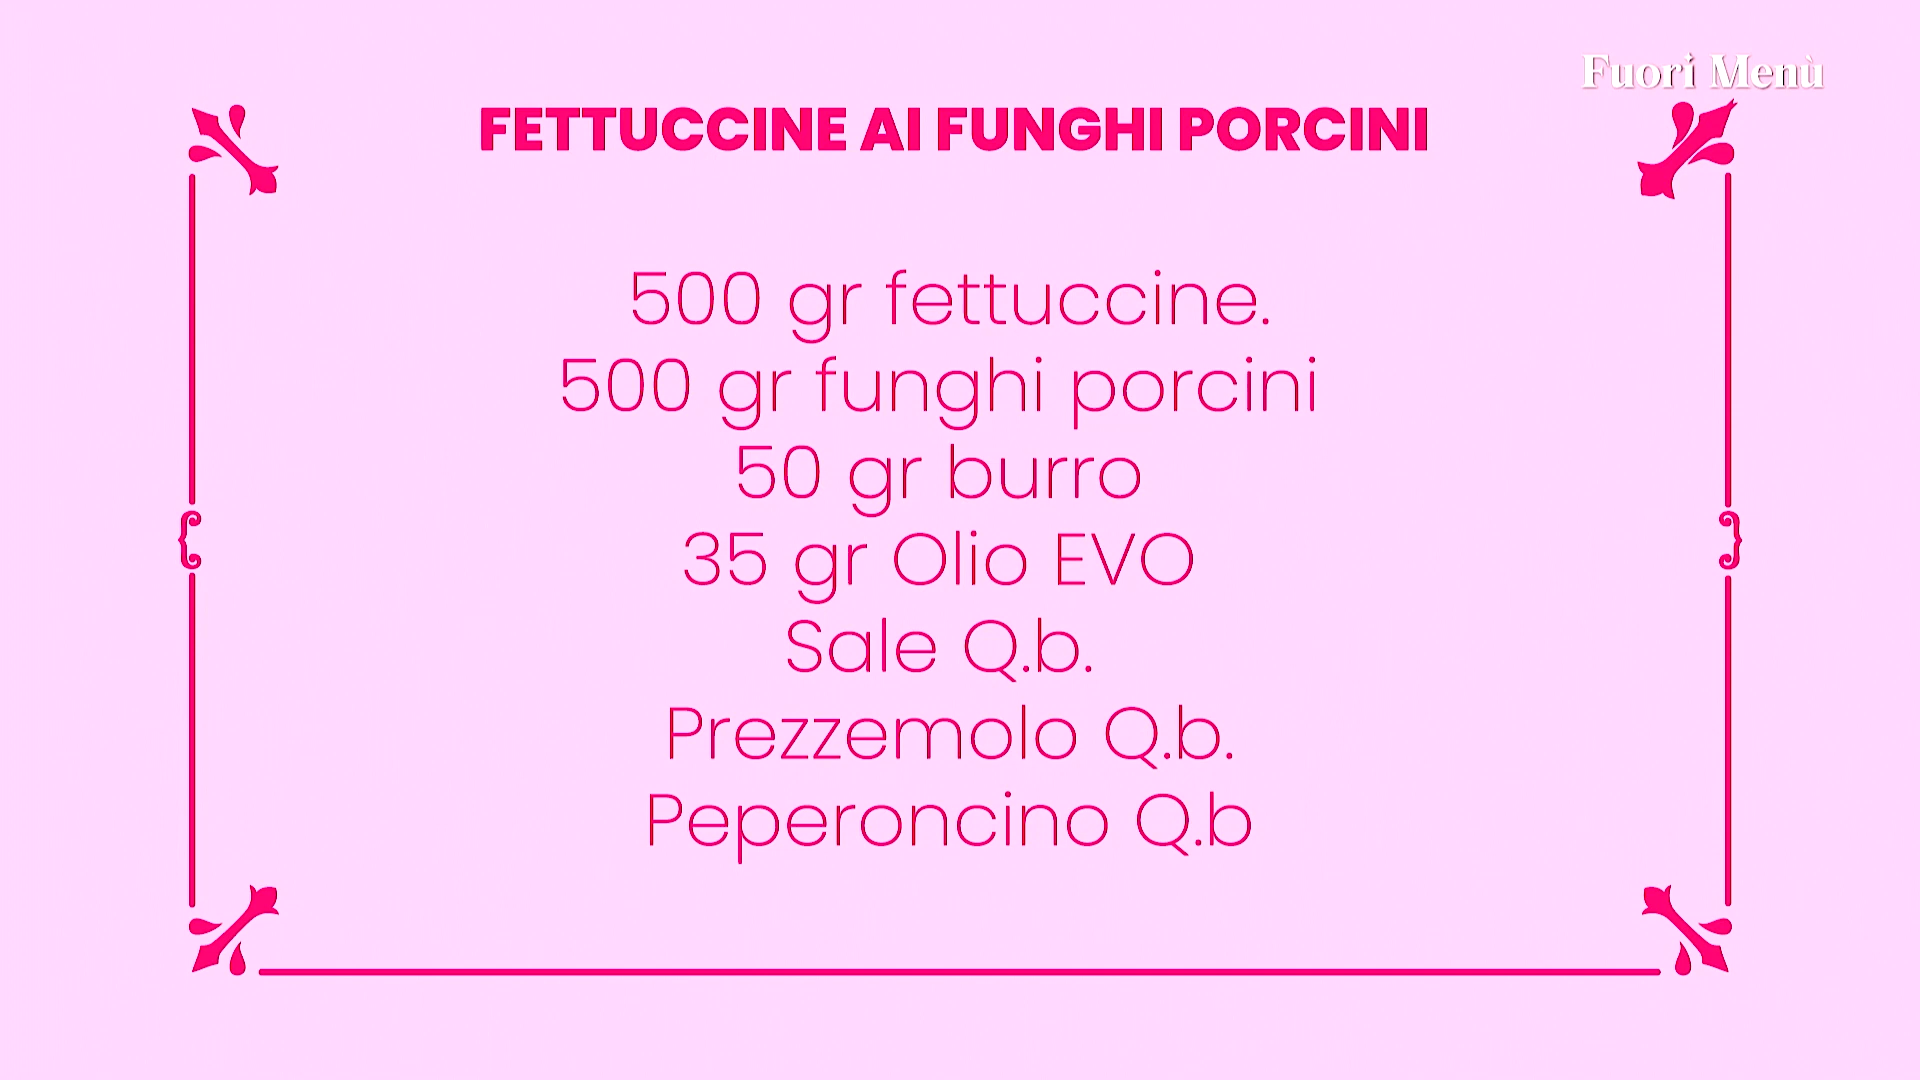 Fuori Menù
FETTUCCINE AI FUNGHI PORCINI
500 gr fettuccine.
500 gr funghi porcini
50 gr burro
35 gr Olio EVO
Sale Q.b.
Prezzemolo Q.b.
Peperoncino Q.b